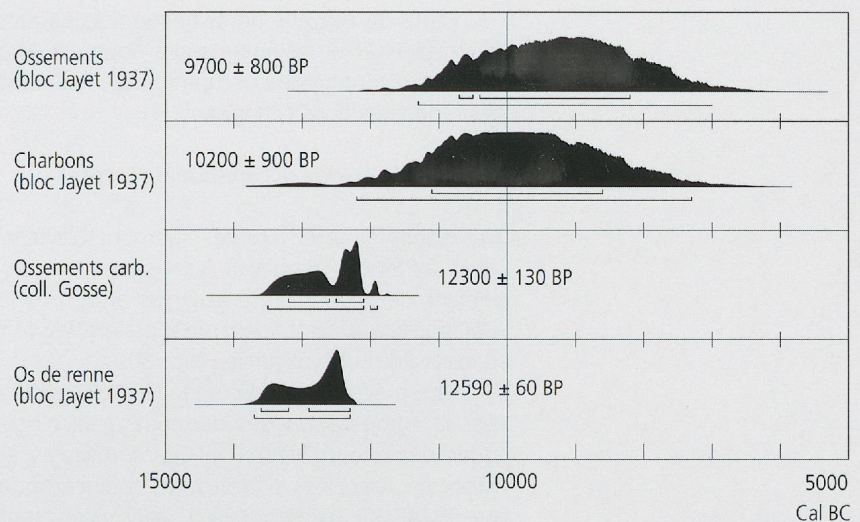 Ossements
(bloc Jayet 1937)
9700 ± 800 BP
Charbons
(bloc Jayet 1937)
10200 ± 900 BP
Ossements carb.
(coll. Gosse)
12300 ± 130 BP
Os de renne
(bloc Jayet 1937)
12590 ± 60 BP
15000 10000 5000
Cal BC